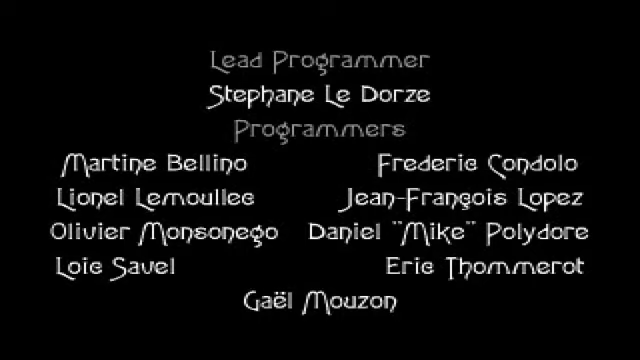 Lead Programmer
Stephane Le Dorze
Programmers
Martine Bellino Frederic Condolo
Lionel Lemoullec Jean-François Lopez
Olivier Monsonego Daniel "Mike" Polydore
Loic Savel Eric Thommerot
Gaël Mouzon